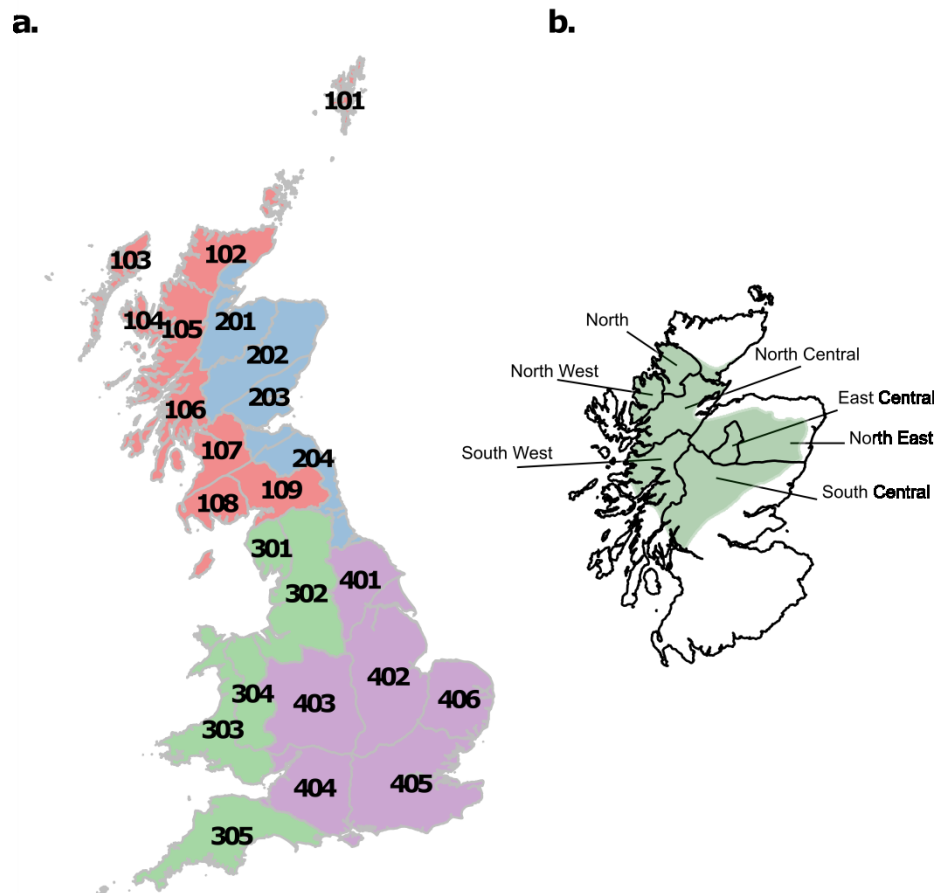 a.
101
102
103
104
105
201
202
203
106
107
204
108
109
301
302
401
304
402
403
406
303
404
405
305
b.
North
North Central
North West
East Central
North East
South West
South Central